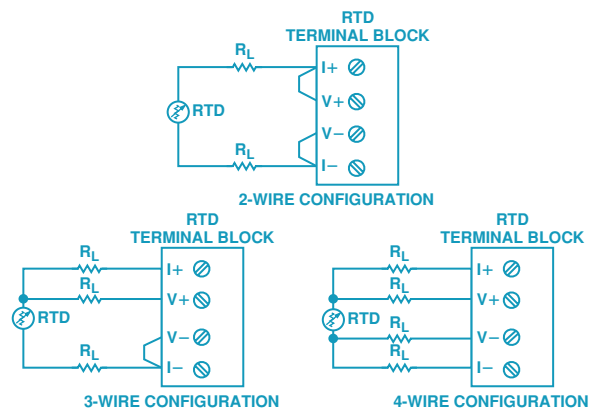 RTD
TERMINAL BLOCK
RL
I+
V+
RTD
V−
RL
I−
2-WIRE CONFIGURATION
RTD
TERMINAL BLOCK
RL
I+
RL
V+
RTD
V−
RL
I−
3-WIRE CONFIGURATION
RTD
TERMINAL BLOCK
RL
I+
RL
V+
RTD
RL
V−
RL
I−
4-WIRE CONFIGURATION